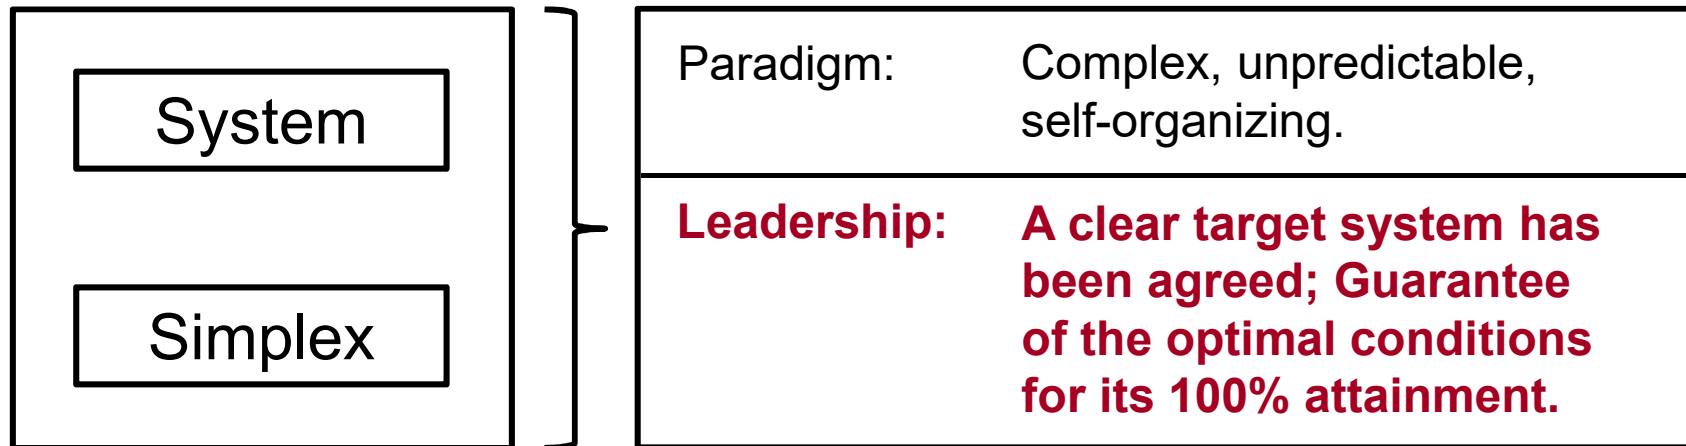 System
Simplex
Paradigm: Complex, unpredictable,
self-organizing.
Leadership: A clear target system has
been agreed; Guarantee
of the optimal conditions
for its 100% attainment.